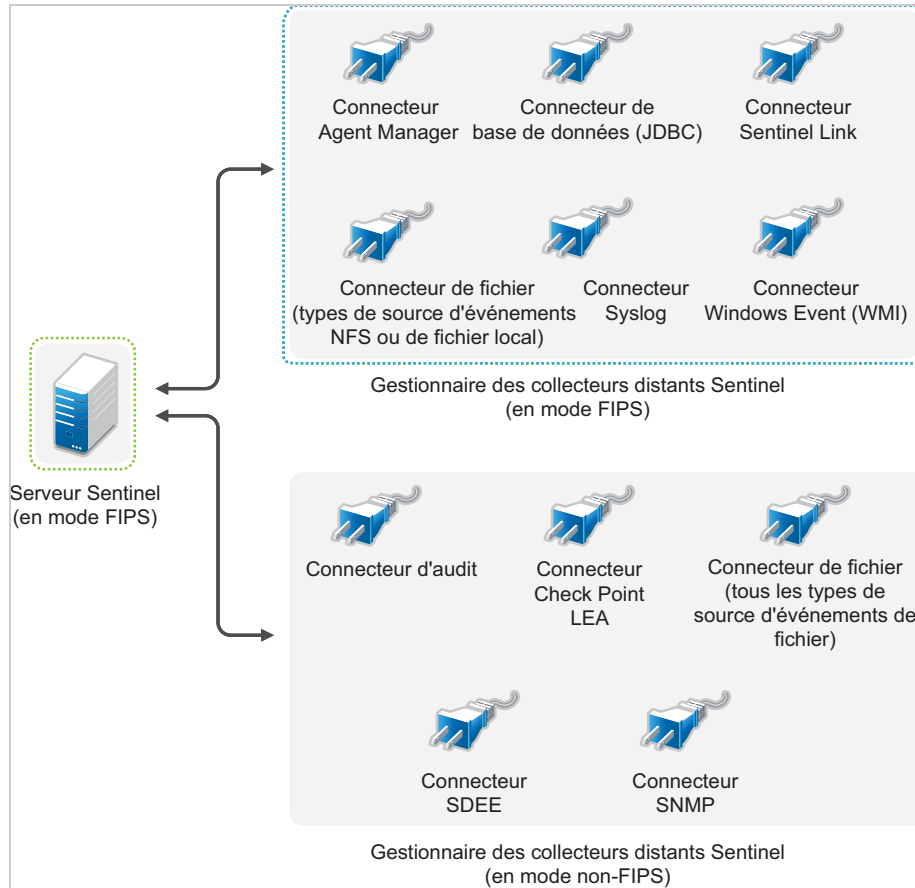 Connecteur
Agent Manager
Connecteur de
base de données (JDBC)
Connecteur
Sentinel Link
Connecteur de fichier
(types de source d'événements
NFS ou de fichier local)
Connecteur
Syslog
Connecteur
Windows Event (WMI)
Gestionnaire des collecteurs distants Sentinel
(en mode FIPS)
Serveur Sentinel
(en mode FIPS)
Connecteur d'audit
Connecteur
Check Point
LEA
Connecteur de fichier
(tous les types de
source d'événements de
fichier)
Connecteur
SDEE
Connecteur
SNMP
Gestionnaire des collecteurs distants Sentinel
(en mode non-FIPS)